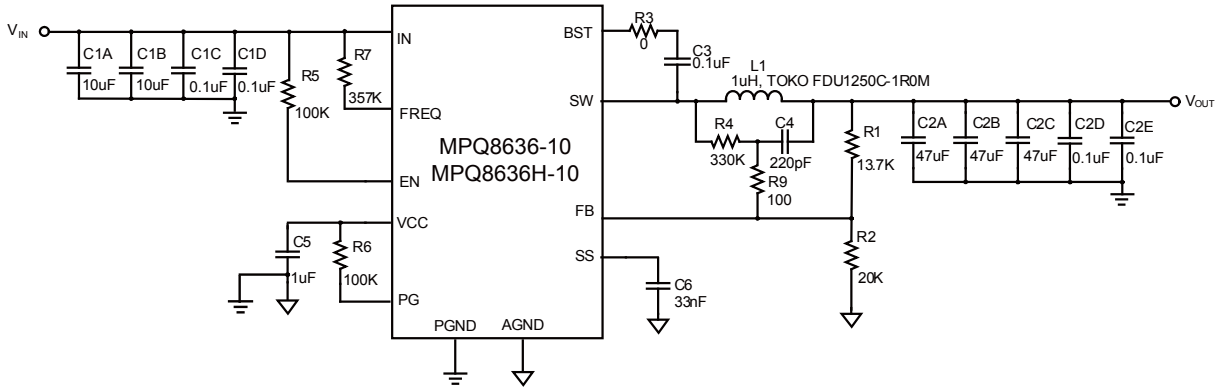 V_IN
C1A
10uF
C1B
10uF
C1C
0.1uF
C1D
0.1uF
R5
100K
R7
357K
IN
FREQ
EN
VCC
PG
C5
1uF
R6
100K
MPQ8636-10
MPQ8636H-10
PGND
AGND
BST
SW
FB
SS
R3
0
C3
0.1uF
L1
1uH, TOKO FDU1250C-1R0M
R4
330K
C4
220pF
R9
100
R1
13.7K
R2
20K
C6
33nF
C2A
47uF
C2B
47uF
C2C
47uF
C2D
0.1uF
C2E
0.1uF
V_OUT